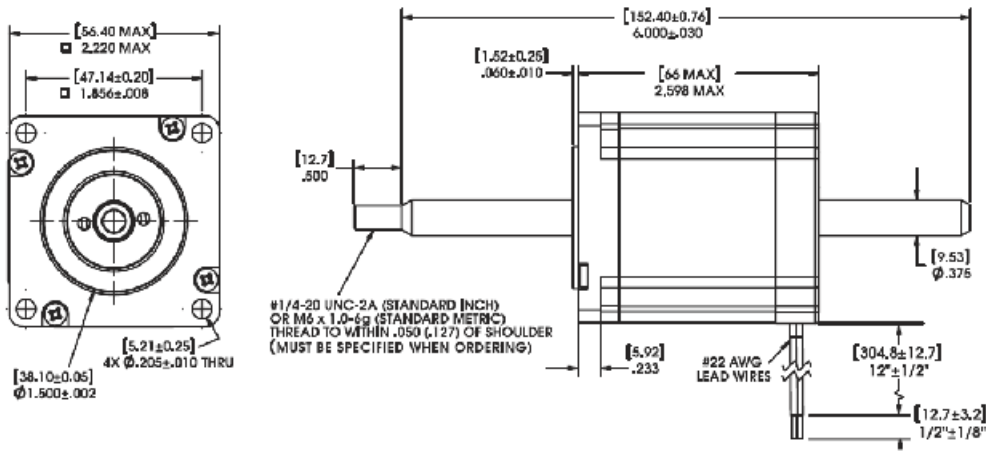 [56.40 MAX]
□ 2.220 MAX
[47.14±0.20]
□ 1.856±.008
[152.40±0.76]
6.000±.030
[1.52±0.25]
.060±.010
[66 MAX]
2.598 MAX
[12.7]
.500
[9.53]
Ø.375
#1/4-20 UNC-2A (STANDARD INCH)
OR M6 x 1.0-6g (STANDARD METRIC)
THREAD TO WITHIN .050 (.127) OF SHOULDER
(MUST BE SPECIFIED WHEN ORDERING)
[5.21±0.25]
4X Ø.205±.010 THRU
[38.10±0.05]
Ø1.500±.002
[5.92]
.233
#22 AWG
LEAD WIRES
[304.8±12.7]
12"±1/2"
[12.7±3.2]
1/2"±1/8"